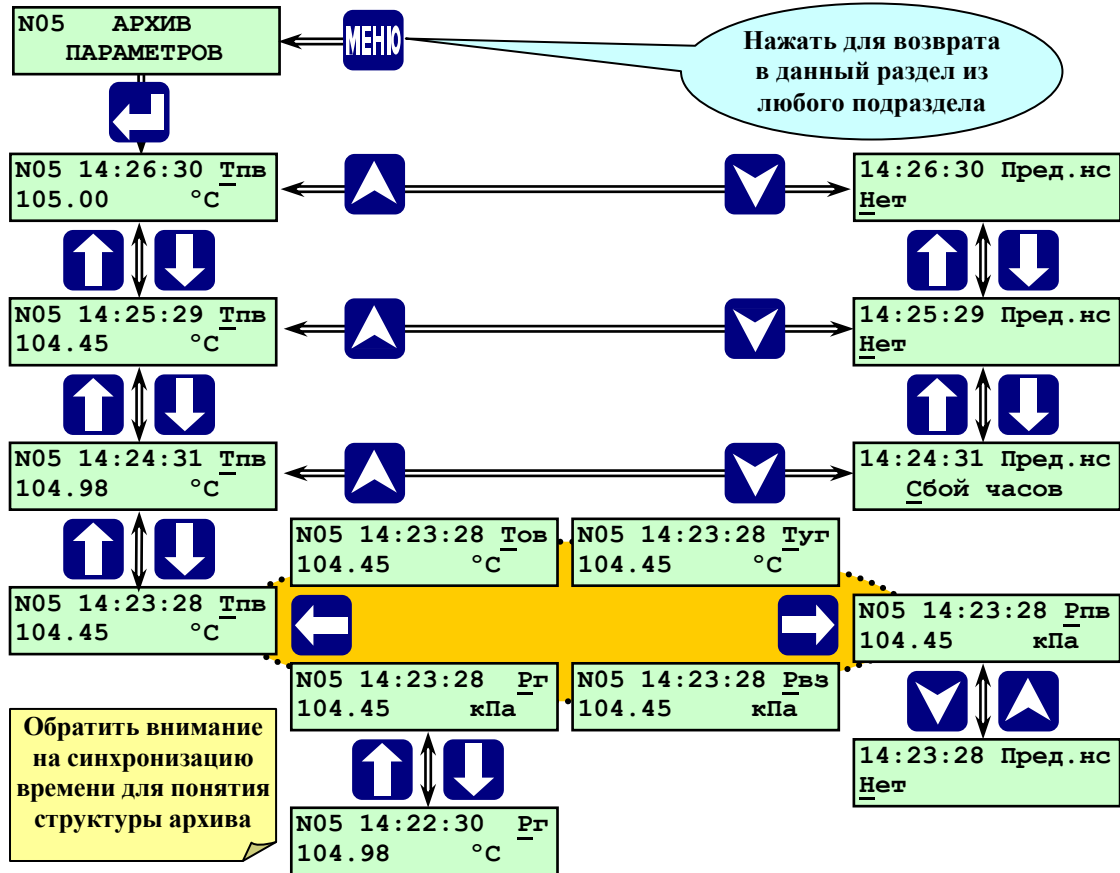 N05 АРХИВ
ПАРАМЕТРОВ
МЕНЮ
Нажать для возврата
в данный раздел из
любого подраздела
N05 14:26:30 Тпв
105.00 °C
14:26:30 Пред.нс
Нет
N05 14:25:29 Тпв
104.45 °C
14:25:29 Пред.нс
Нет
N05 14:24:31 Тпв
104.98 °C
14:24:31 Пред.нс
Сбой часов
N05 14:23:28 Тов
104.45 °C
N05 14:23:28 Туг
104.45 °C
N05 14:23:28 Тпв
104.45 °C
N05 14:23:28 Рпв
104.45 кПа
N05 14:23:28 Рг
104.45 кПа
N05 14:23:28 Рвз
104.45 кПа
Обратить внимание
на синхронизацию
времени для понятия
структуры архива
14:23:28 Пред.нс
Нет
N05 14:22:30 Рг
104.98 °C